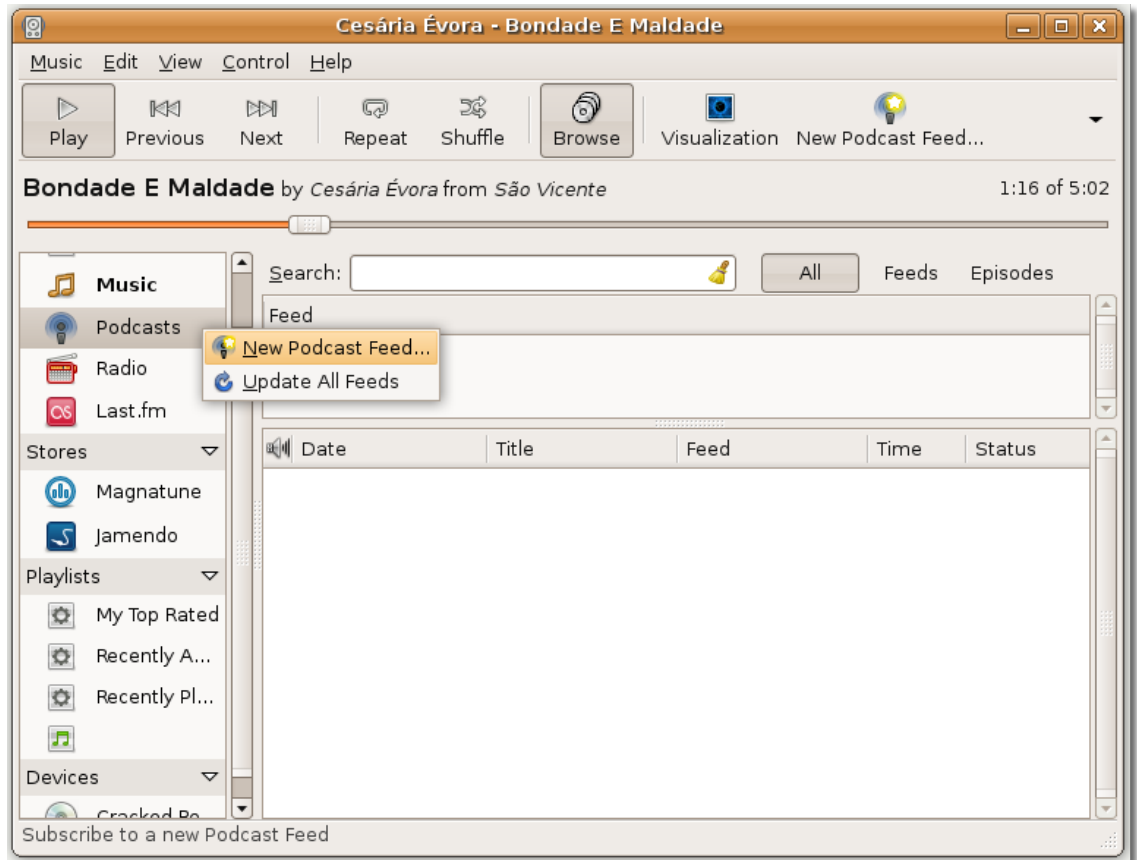 Cesária Évora - Bondade E Maldade
Music Edit View Control Help
Play Previous Next Repeat Shuffle Browse Visualization New Podcast Feed...
Bondade E Maldade by Cesária Évora from São Vicente 1:16 of 5:02
Music
Podcasts
Radio
Last.fm
Stores
Magnatune
Jamendo
Playlists
My Top Rated
Recently A...
Recently Pl...
Devices
Search: All Feeds Episodes
Feed
New Podcast Feed...
Update All Feeds
Date Title Feed Time Status
Subscribe to a new Podcast Feed